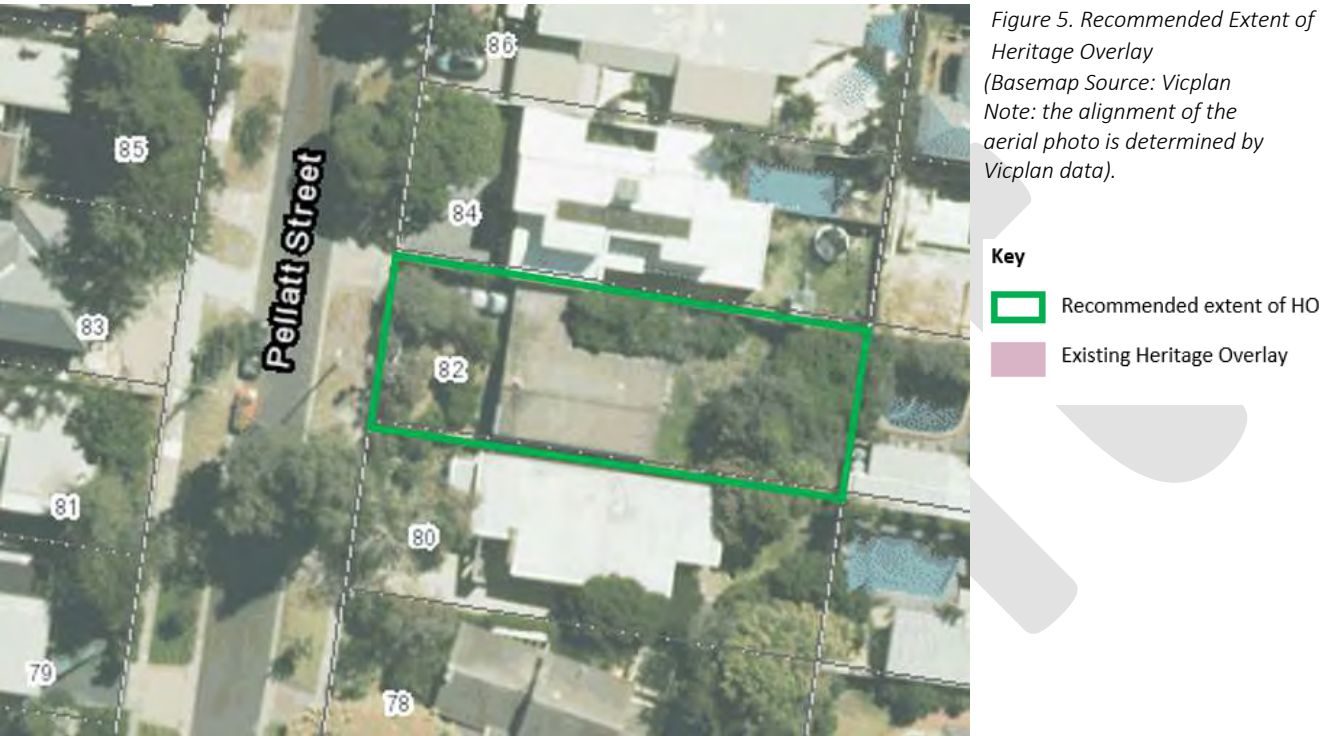 Figure 5. Recommended Extent of
Heritage Overlay
(Basemap Source: Vicplan
Note: the alignment of the
aerial photo is determined by
Vicplan data).
Key
Recommended extent of HO
Existing Heritage Overlay
86
85
84
Pellatt Street
83
82
81
80
79
78